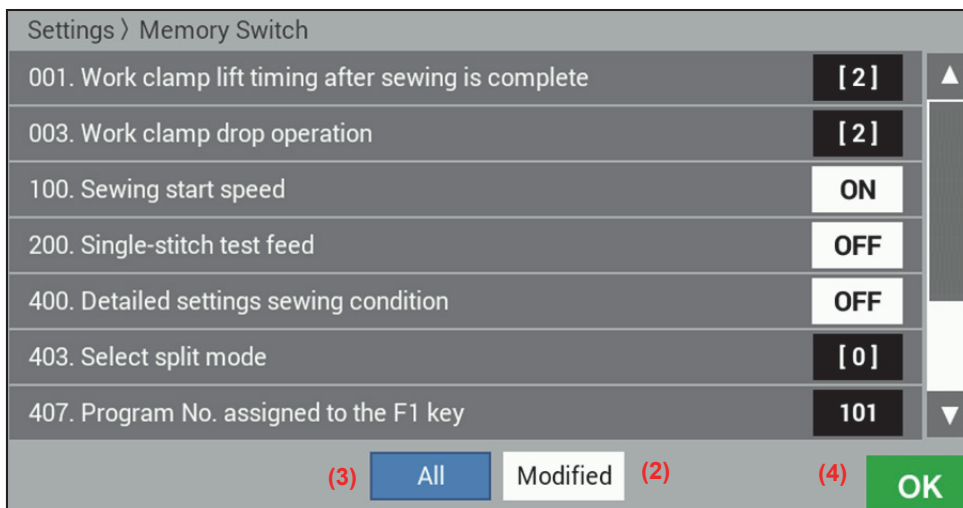 Settings 〉 Memory Switch
001. Work clamp lift timing after sewing is complete [ 2 ]
003. Work clamp drop operation [ 2 ]
100. Sewing start speed ON
200. Single-stitch test feed OFF
400. Detailed settings sewing condition OFF
403. Select split mode [ 0 ]
407. Program No. assigned to the F1 key 101
(3) All Modified (2) (4) OK